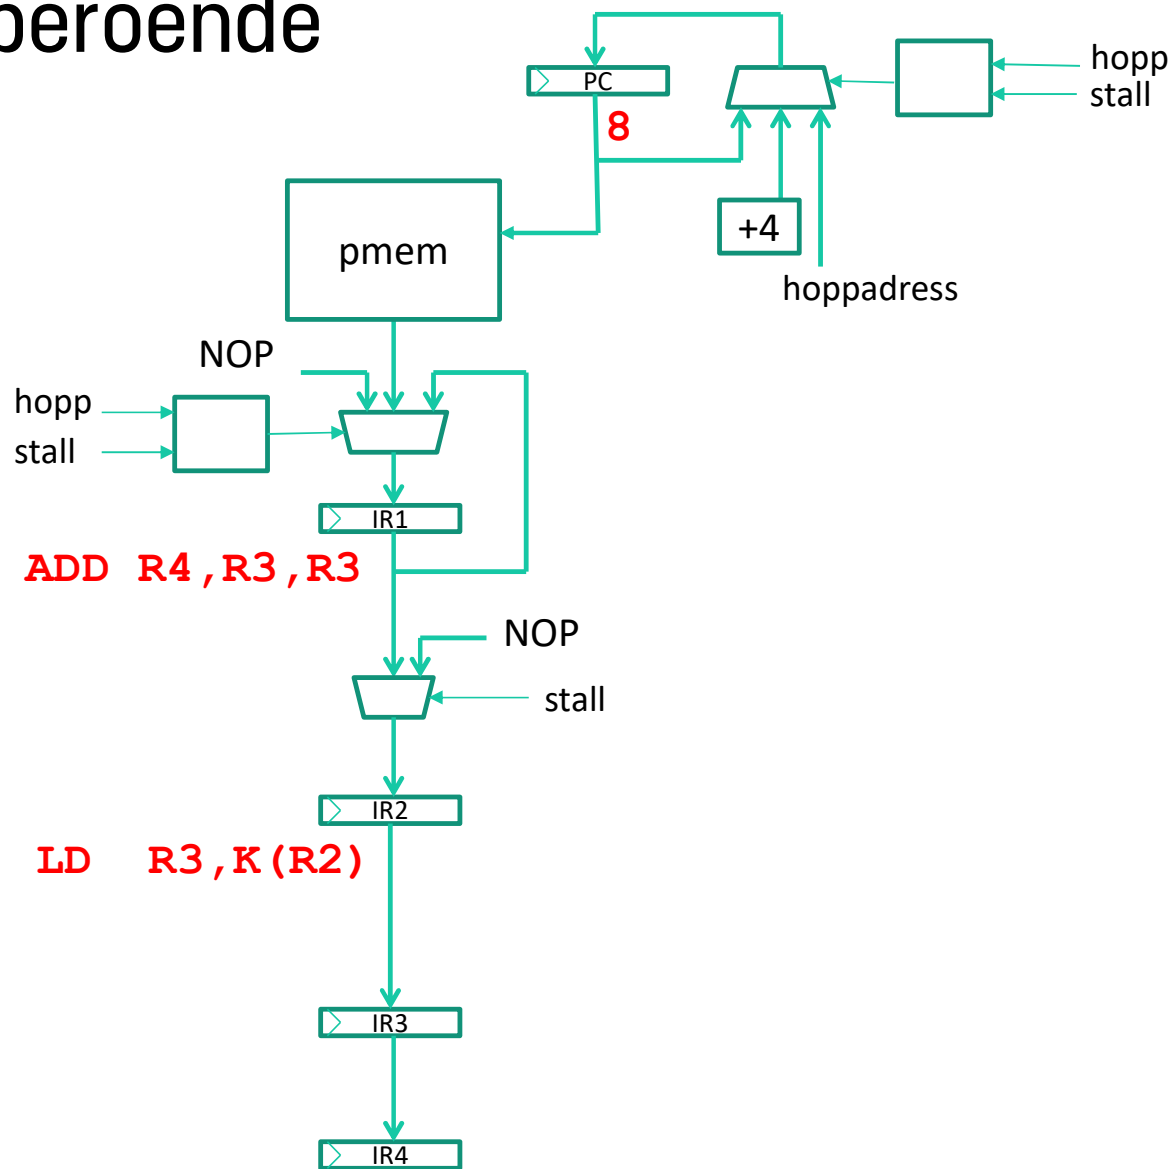 beroende
PC
hopp
stall
8
+4
pmem
hoppadress
NOP
hopp
stall
IR1
ADD R4,R3,R3
NOP
stall
IR2
LD R3,K(R2)
IR3
IR4